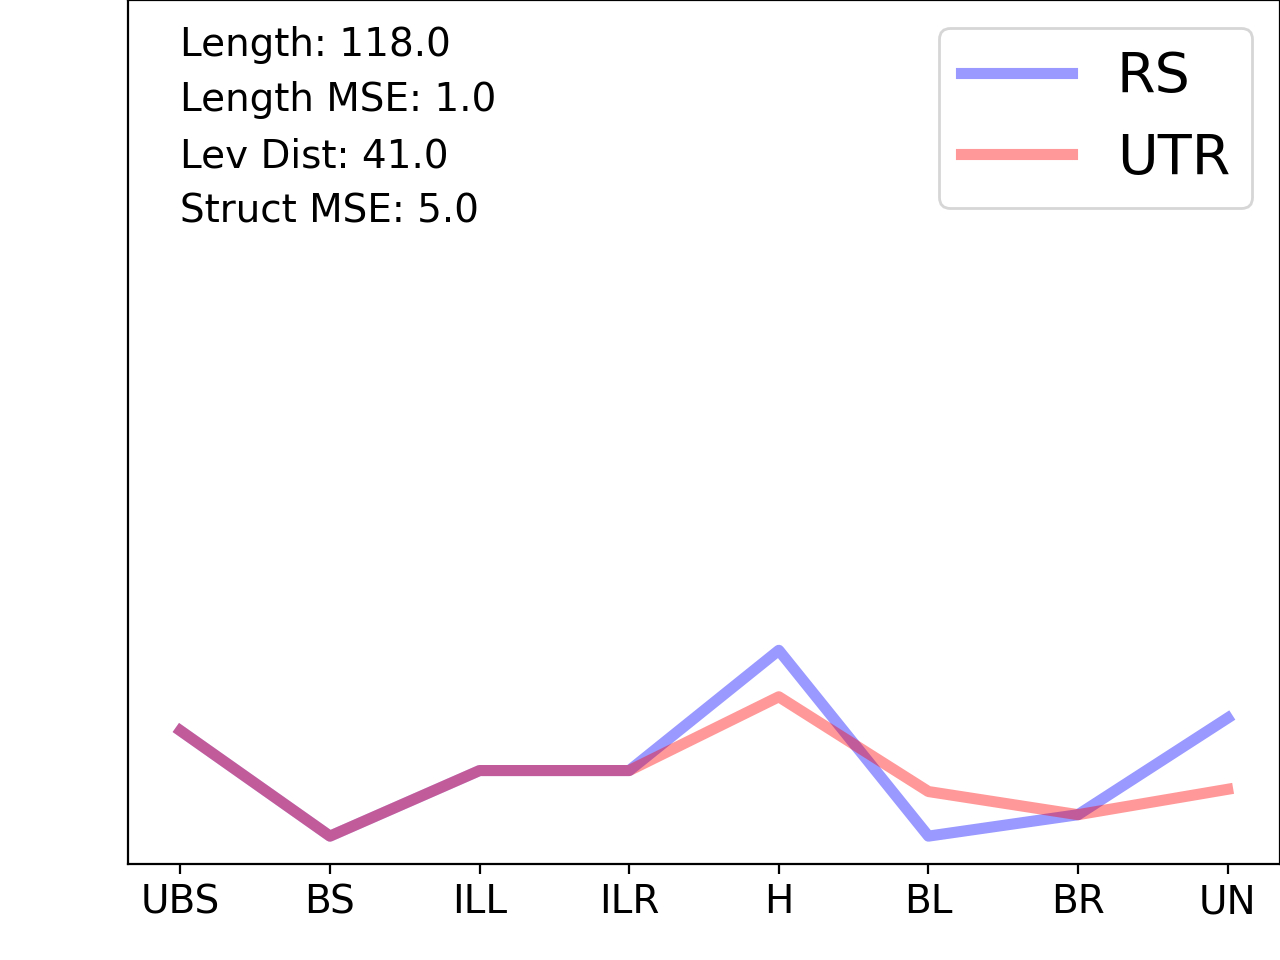 Length: 118.0
Length MSE: 1.0
Lev Dist: 41.0
Struct MSE: 5.0
RS
UTR
UBS BS ILL ILR H BL BR UN